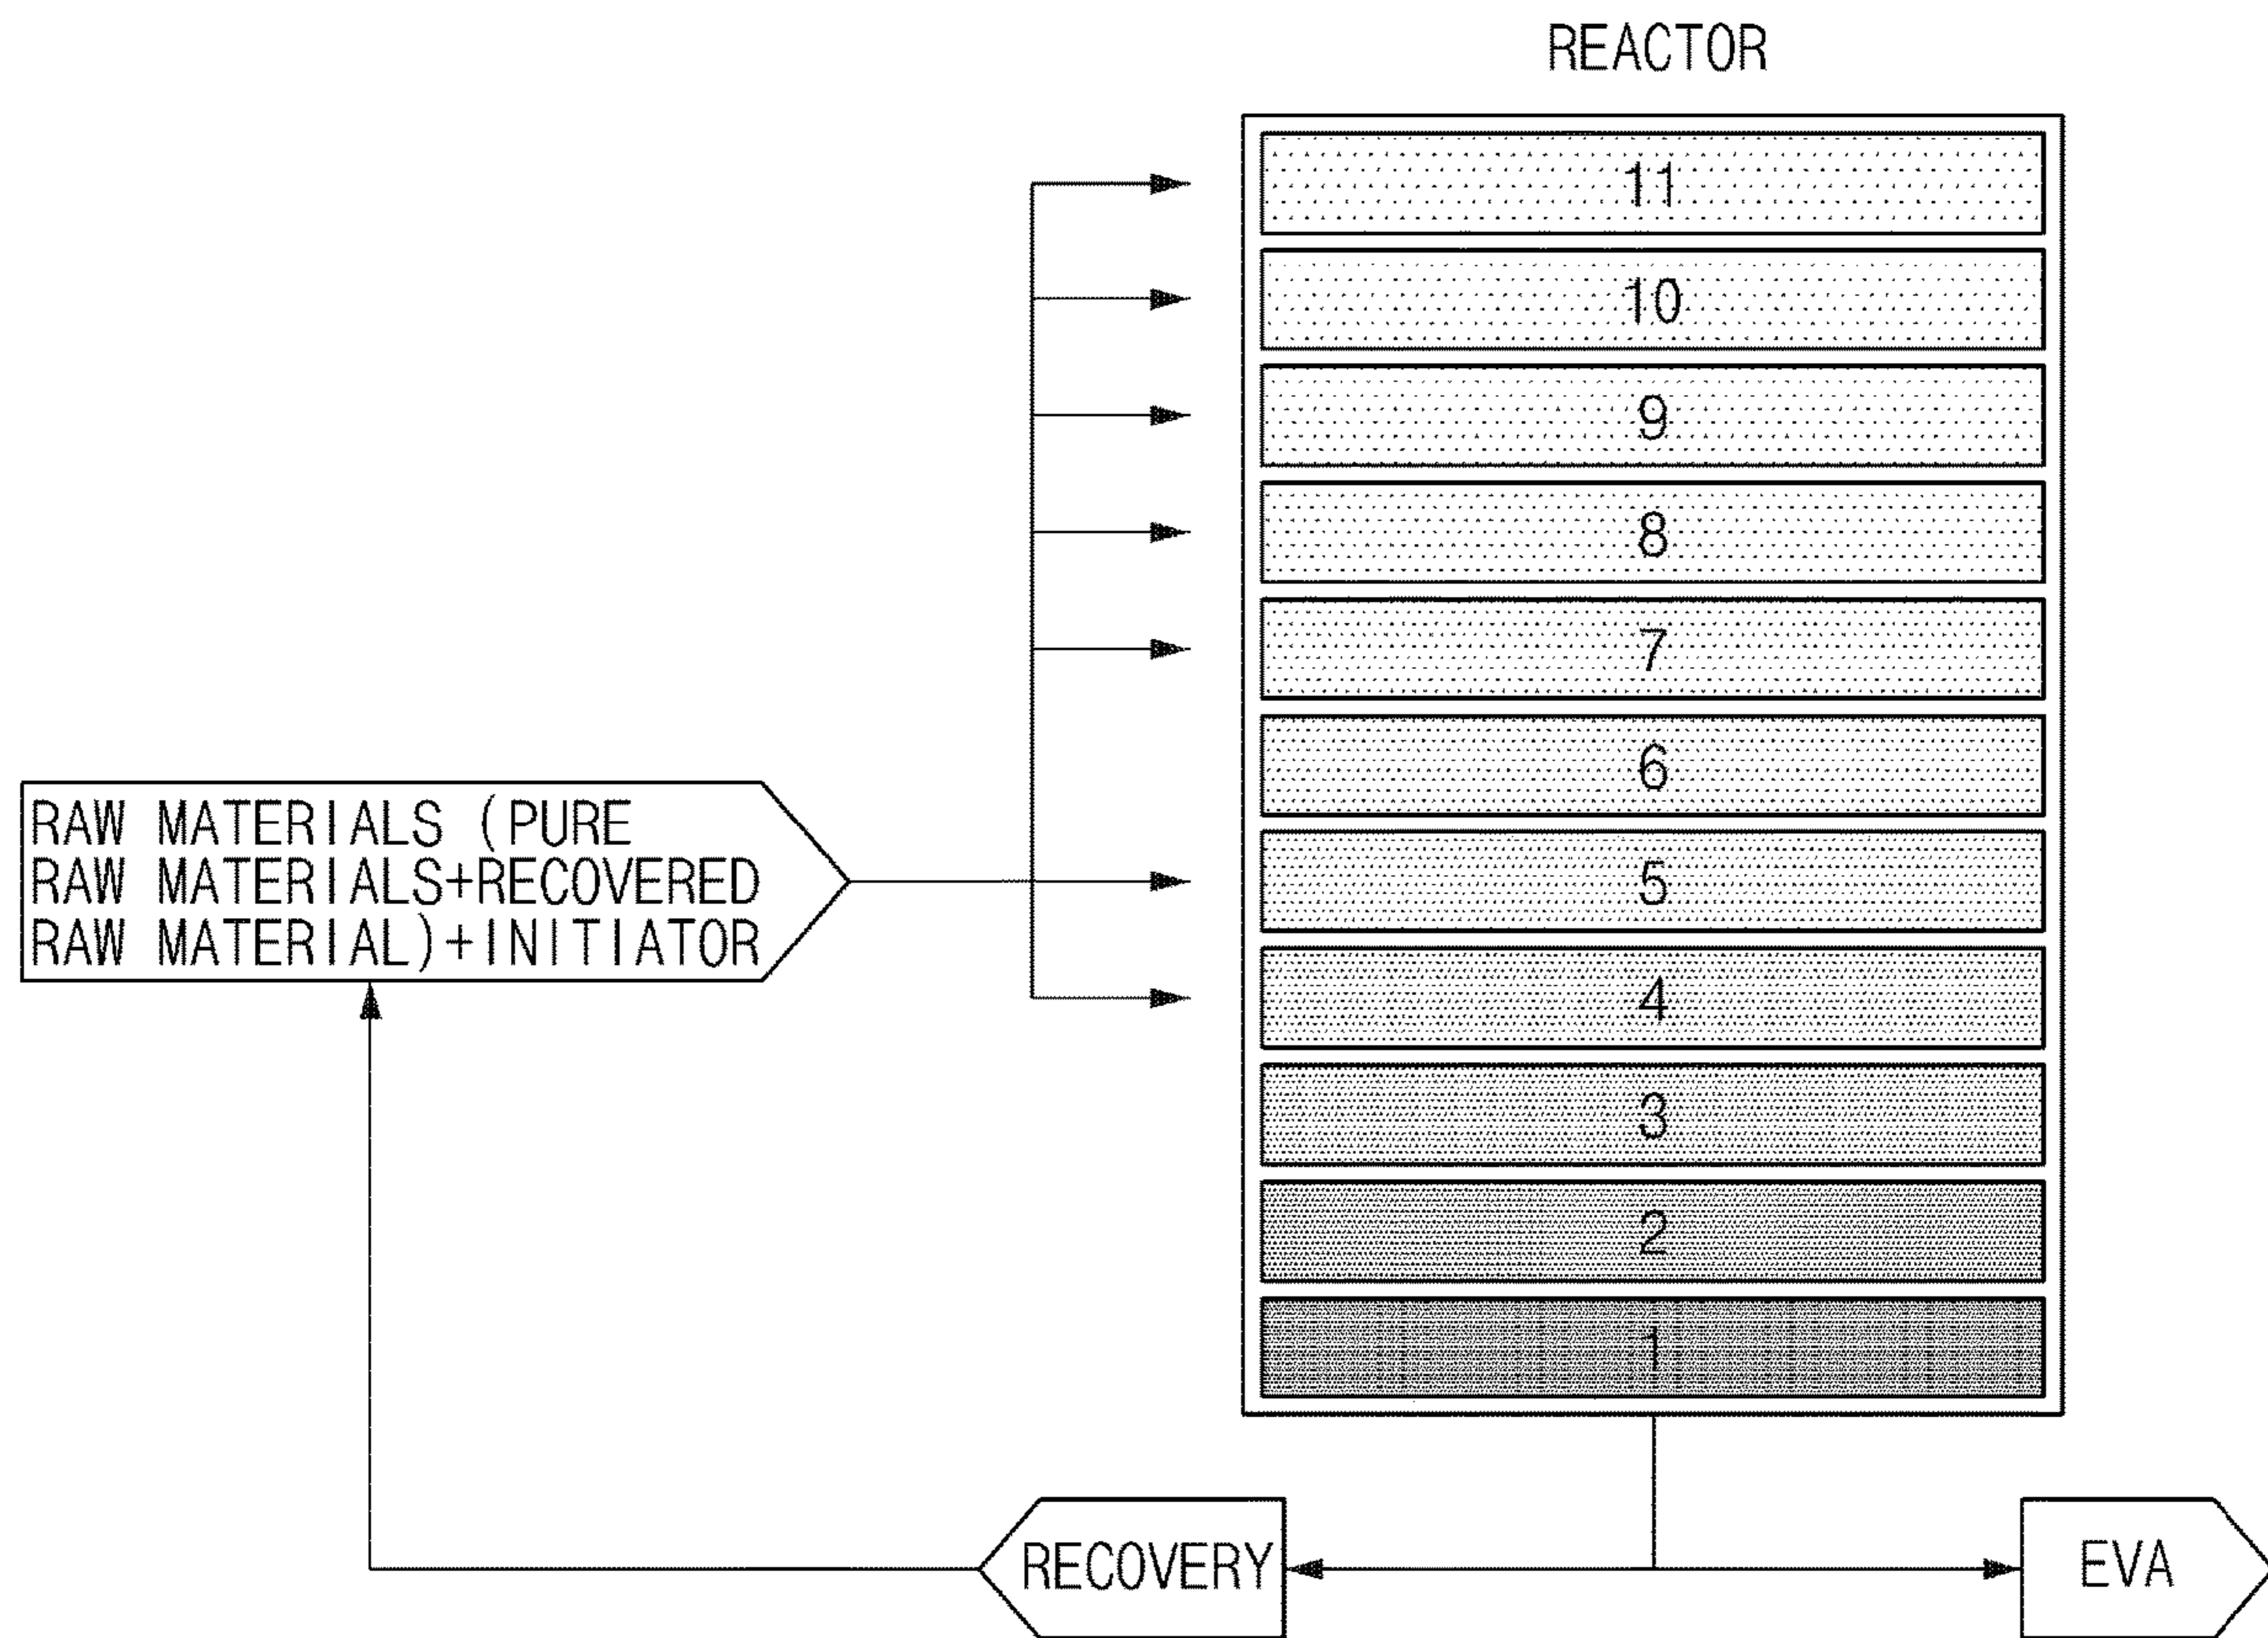 REACTOR
11
10
9
8
7
6
RAW MATERIALS (PURE
RAW MATERIALS+RECOVERED
RAW MATERIAL)+INITIATOR
5
4
3
2
1
RECOVERY
EVA